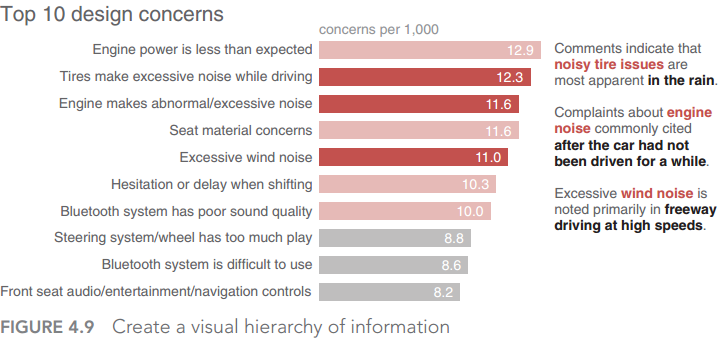 Top 10 design concerns
concerns per 1,000
Engine power is less than expected 12.9
Tires make excessive noise while driving 12.3
Engine makes abnormal/excessive noise 11.6
Seat material concerns 11.6
Excessive wind noise 11.0
Hesitation or delay when shifting 10.3
Bluetooth system has poor sound quality 10.0
Steering system/wheel has too much play 8.8
Bluetooth system is difficult to use 8.6
Front seat audio/entertainment/navigation controls 8.2
Comments indicate that
noisy tire issues are
most apparent in the rain.
Complaints about engine
noise commonly cited
after the car had not
been driven for a while.
Excessive wind noise is
noted primarily in freeway
driving at high speeds.
FIGURE 4.9 Create a visual hierarchy of information